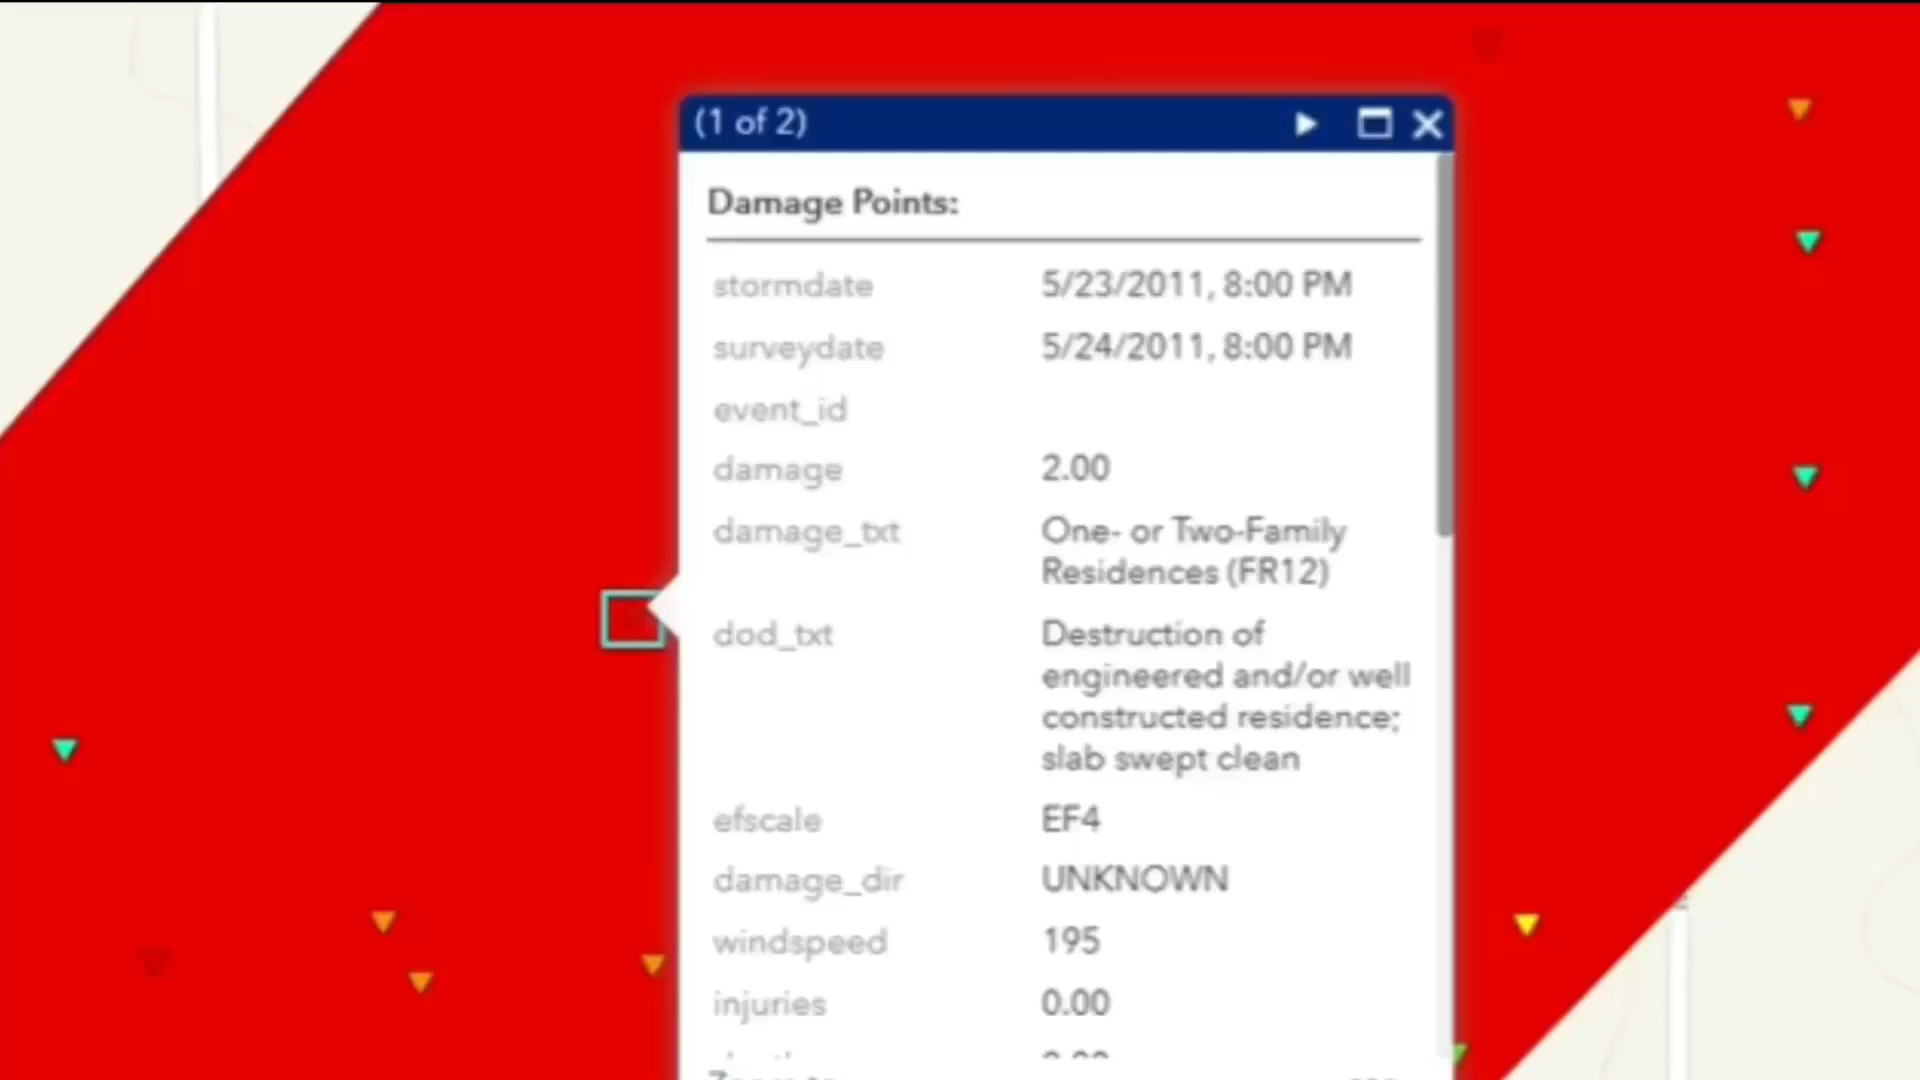 (1 of 2)
Damage Points:
stormdate 5/23/2011, 8:00 PM
surveydate 5/24/2011, 8:00 PM
event_id
damage 2.00
damage_txt One- or Two-Family
Residences (FR12)
dod_txt Destruction of
engineered and/or well
constructed residence;
slab swept clean
efscale EF4
damage_dir UNKNOWN
windspeed 195
injuries 0.00